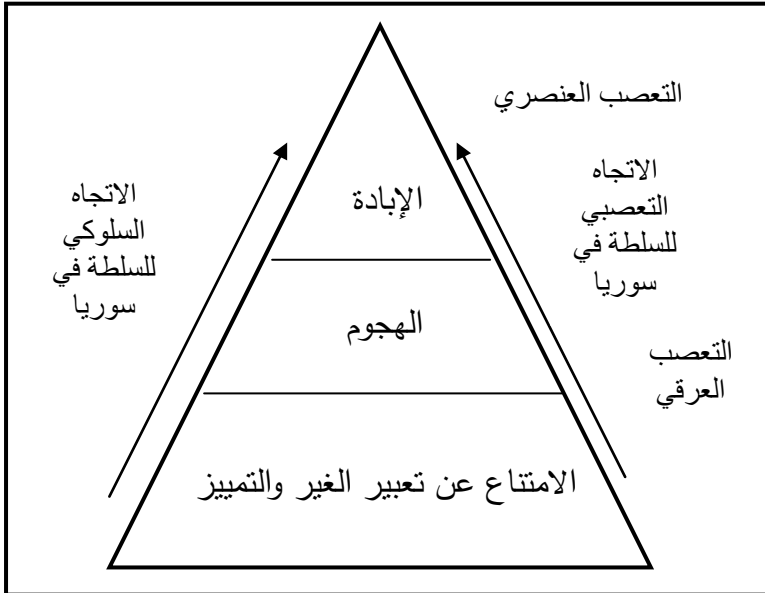 التعصب العنصري
الاتجاه
التعصبي
للسلطة في
سوريا
التعصب
العرقي
الإبادة
الهجوم
الامتناع عن تعبير الغير والتمييز
الاتجاه
السلوكي
للسلطة في
سوريا